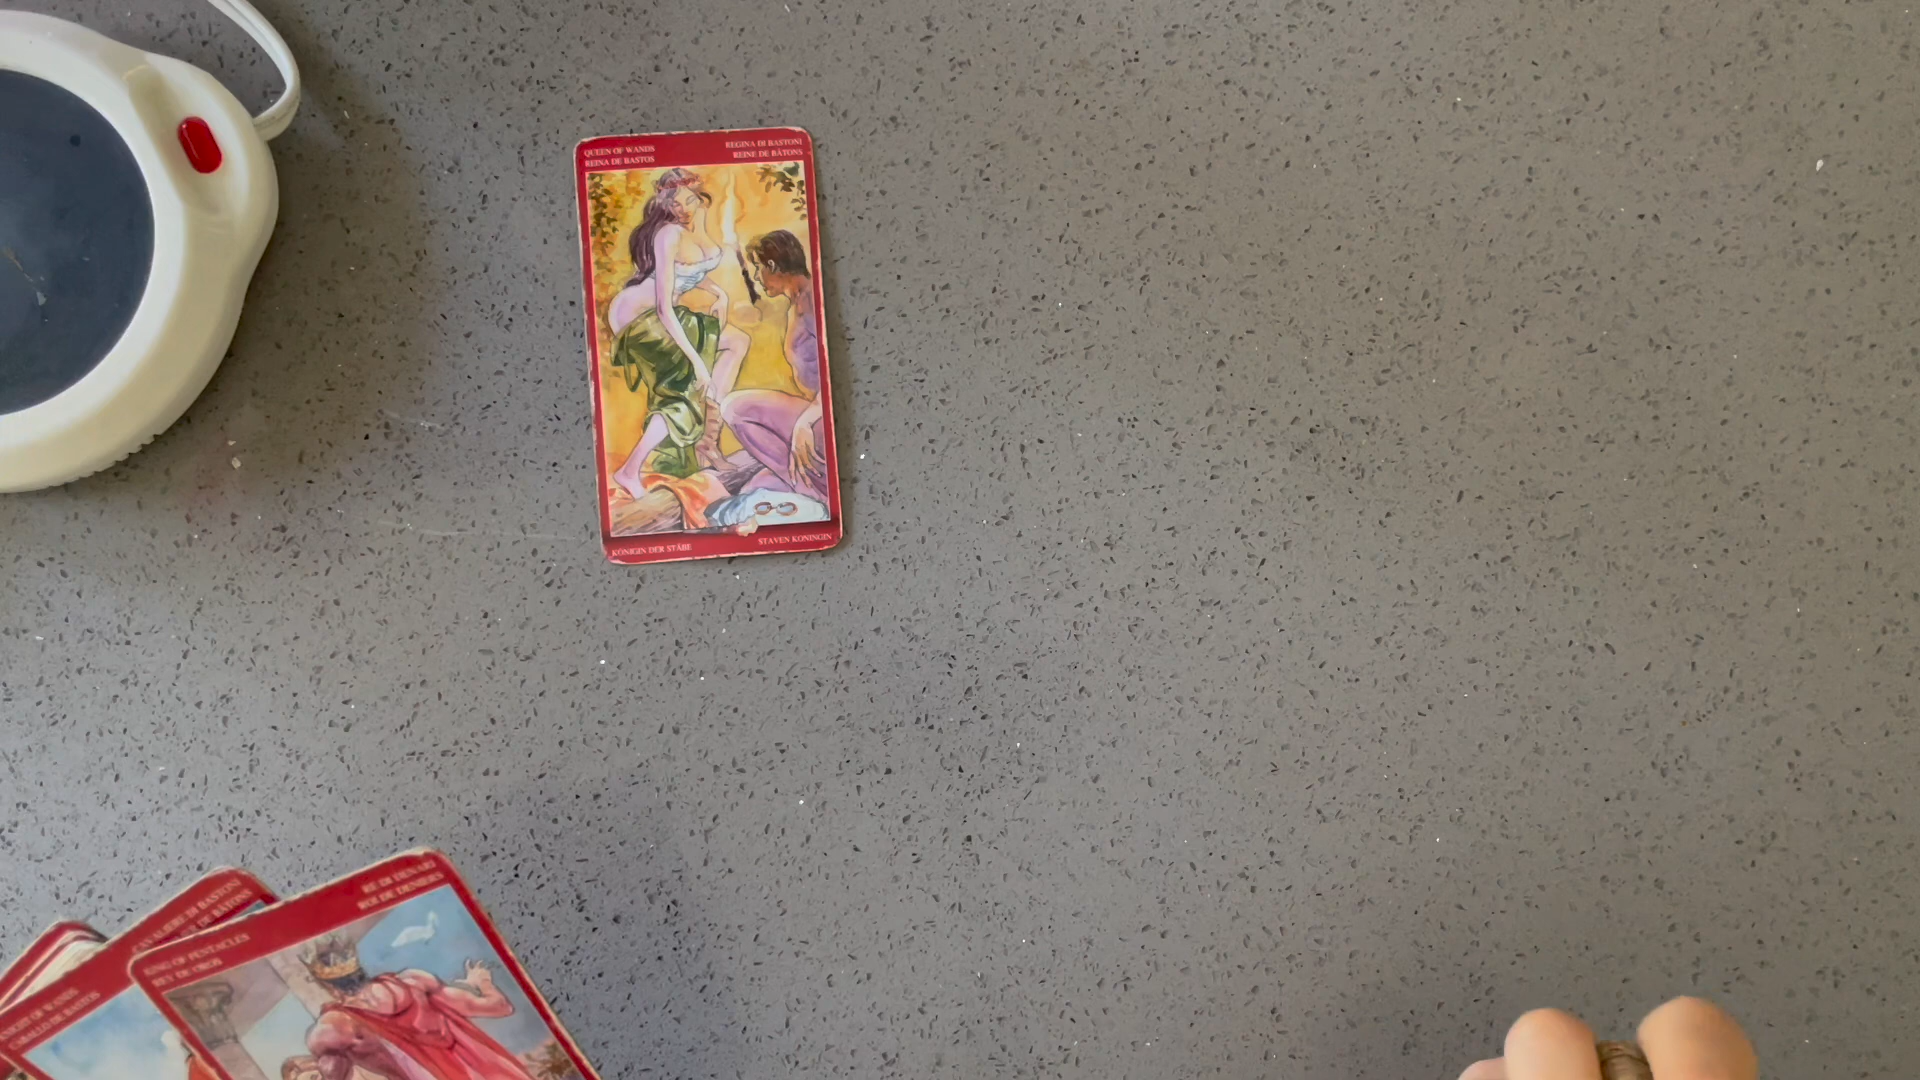 QUEEN OF WANDS
REINA DE BASTOS
REGINA DI BASTONI
REINE DE BÂTONS
KÖNIGIN DER STÄBE
STAVEN KONINGIN
CAVALIERE DI BASTONI
DE BÂTONS
KNIGHT OF WANDS
CABALLO DE BASTOS
KING OF PENTACLES
REY DE OROS
RE DI DENARI
ROI DE DENIERS